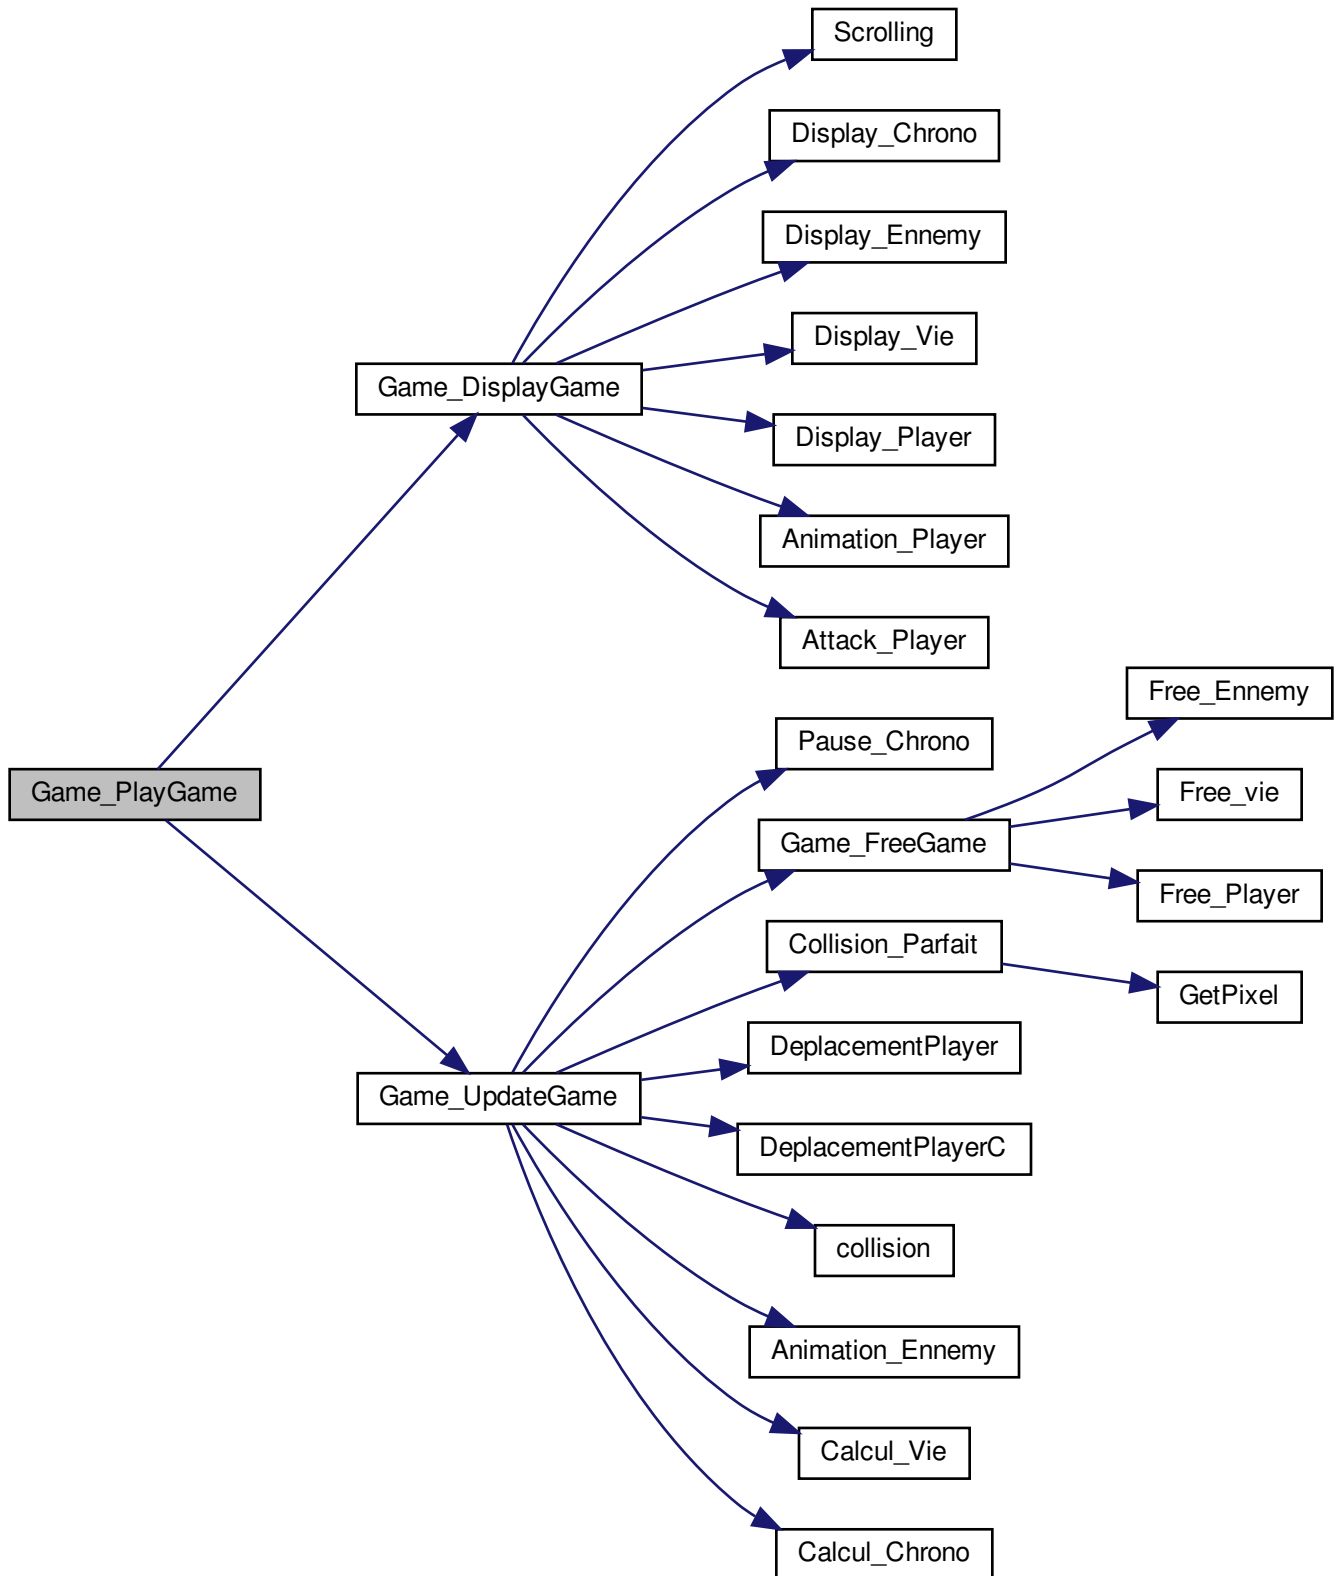 Scrolling
Display_Chrono
Display_Ennemy
Display_Vie
Game_DisplayGame
Display_Player
Animation_Player
Attack_Player
Free_Ennemy
Pause_Chrono
Game_PlayGame
Free_vie
Game_FreeGame
Free_Player
Collision_Parfait
GetPixel
DeplacementPlayer
Game_UpdateGame
DeplacementPlayerC
collision
Animation_Ennemy
Calcul_Vie
Calcul_Chrono